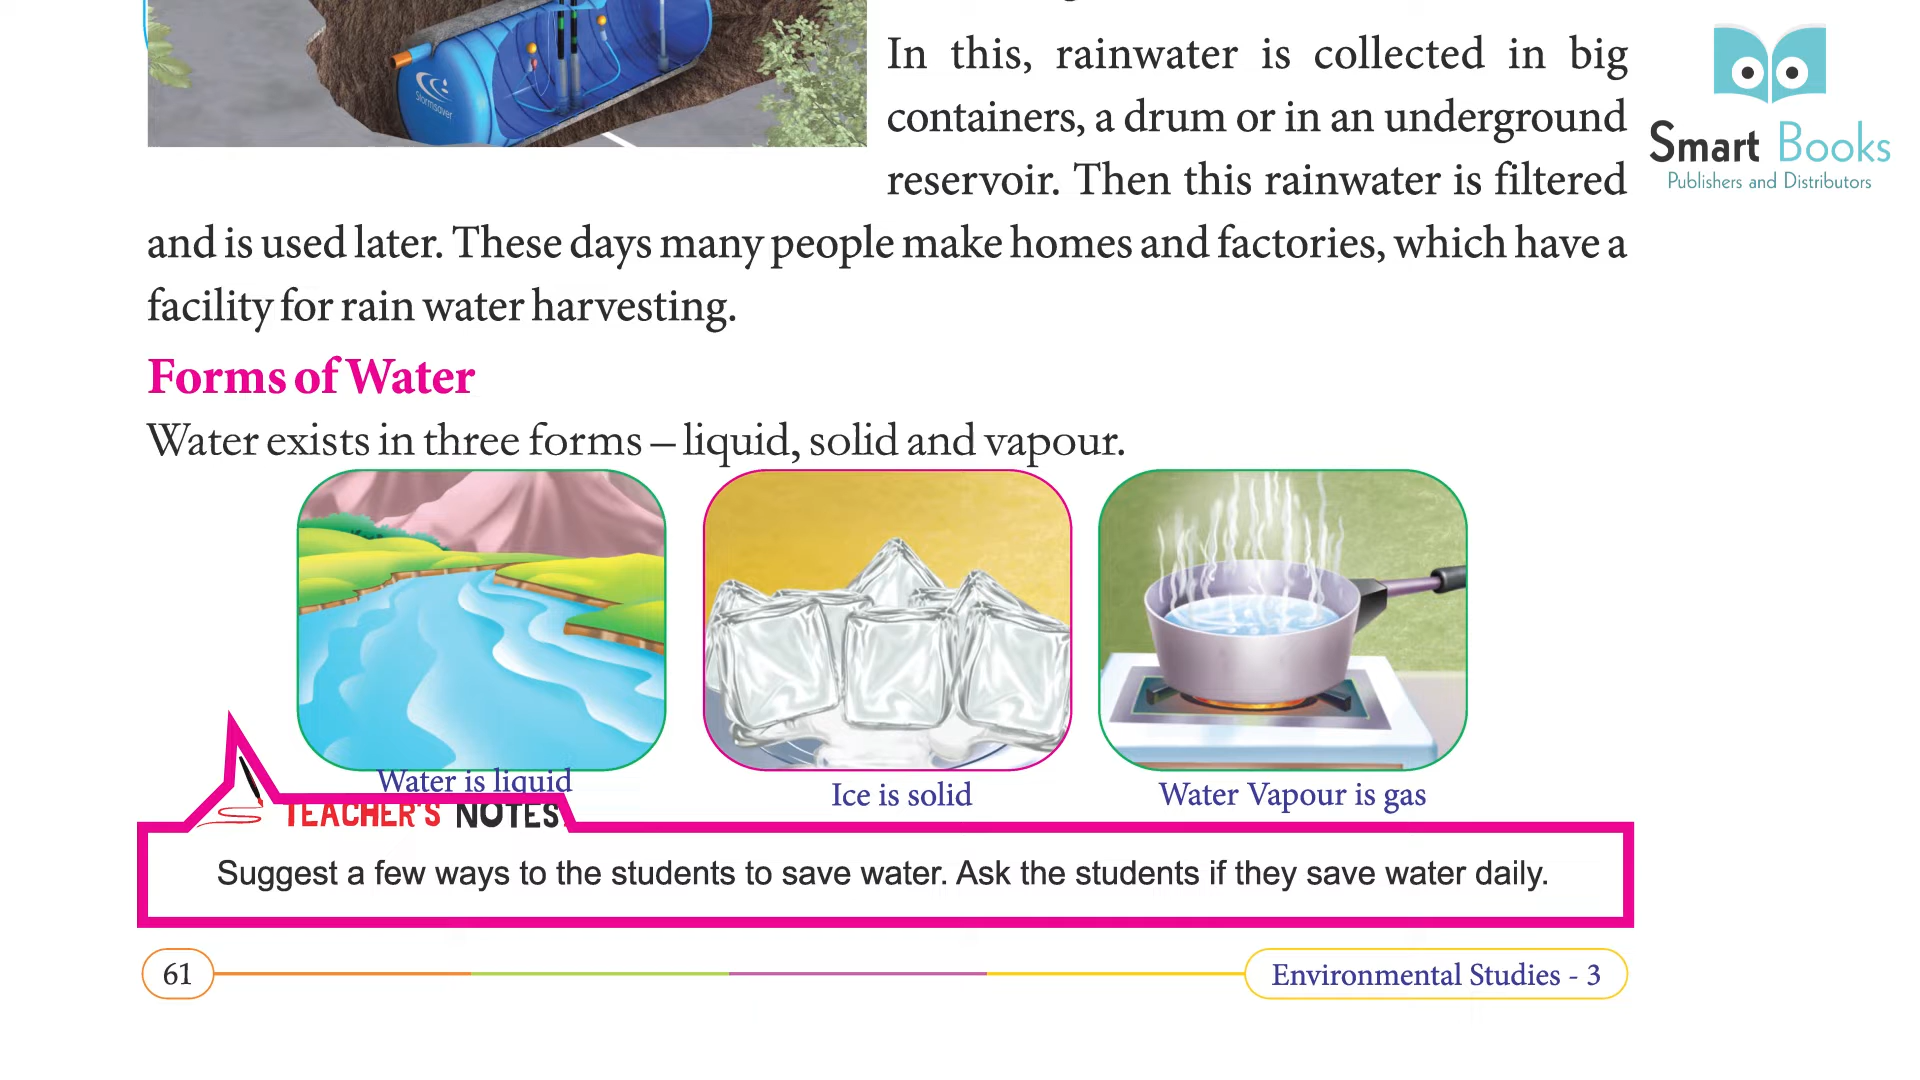 Stormsaver
In this, rainwater is collected in big
containers, a drum or in an underground
reservoir. Then this rainwater is filtered
and is used later. These days many people make homes and factories, which have a
facility for rain water harvesting.
Smart Books
Publishers and Distributors
Forms of Water
Water exists in three forms – liquid, solid and vapour.
Water is liquid
Ice is solid
Water Vapour is gas
TEACHER'S NOTES
Suggest a few ways to the students to save water. Ask the students if they save water daily.
61
Environmental Studies - 3